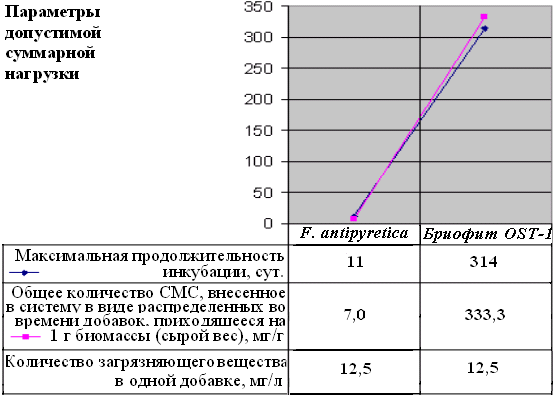 Параметры
допустимой
суммарной
нагрузки
350
300
250
200
150
100
50
0
F. antipyretica Бриофит OST-1
Максимальная продолжительность
инкубации, сут.
11 314
Общее количество СМС, внесенное
в систему в виде распределенных во
времени добавок, приходящееся на
1 г биомассы (сырой вес), мг/г
7,0 333,3
Количество загрязняющего вещества
в одной добавке, мг/л
12,5 12,5